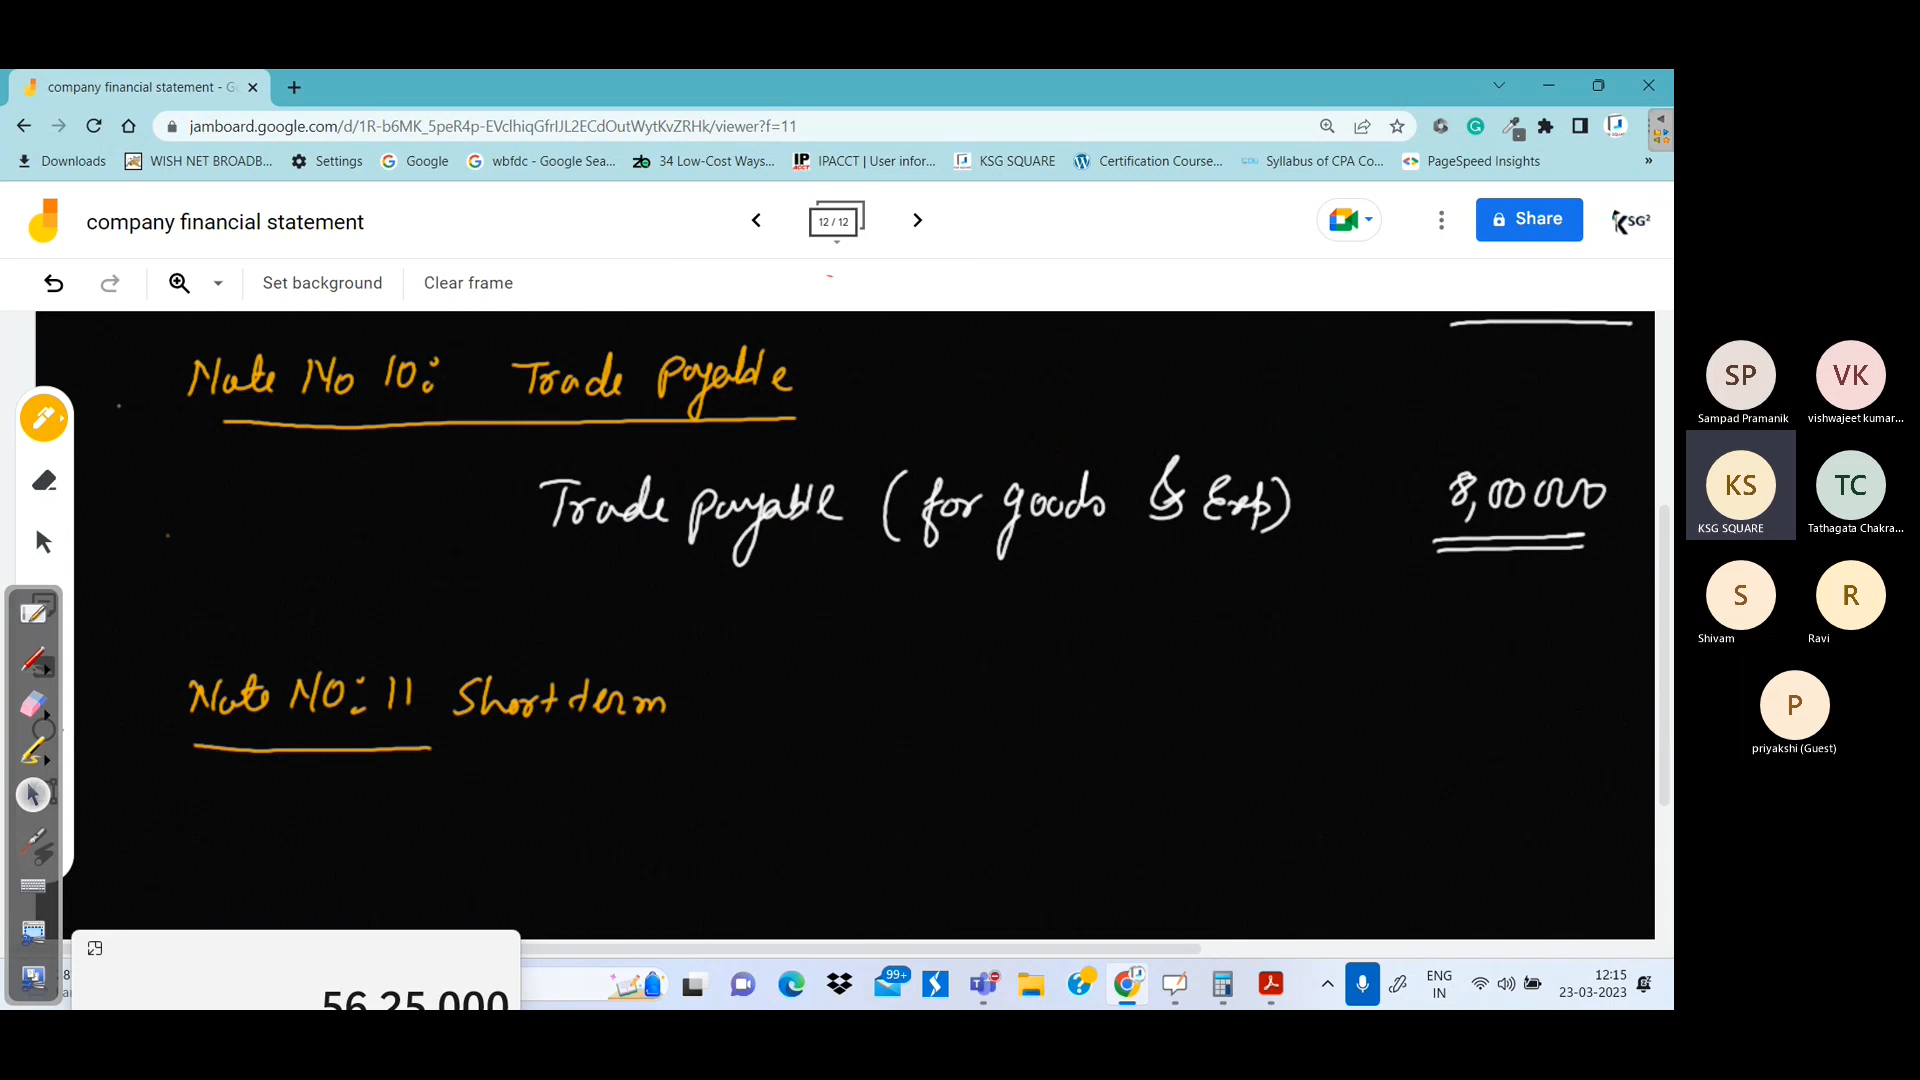 company financial statement - G
jamboard.google.com/d/1R-b6MK_5peR4p-EVclhiqGfrIJL2ECdOutWytKvZRHk/viewer?f=11
Downloads WISH NET BROADB... Settings Google wbfdc - Google Sea... 34 Low-Cost Ways... IPACCT | User infor... KSG SQUARE Certification Course... Syllabus of CPA Co... PageSpeed Insights »
company financial statement 12 / 12 Share KSG²
Set background Clear frame
Note No 10: Trade Payable
Trade payable (for goods & Exp) 8,00000
Note NO: 11 Short term
SP VK
Sampad Pramanik vishwajeet kumar...
KS TC
KSG SQUARE Tathagata Chakra...
S R
Shivam Ravi
P
priyakshi (Guest)
56,25,000
99+
ENG
IN
12:15
23-03-2023